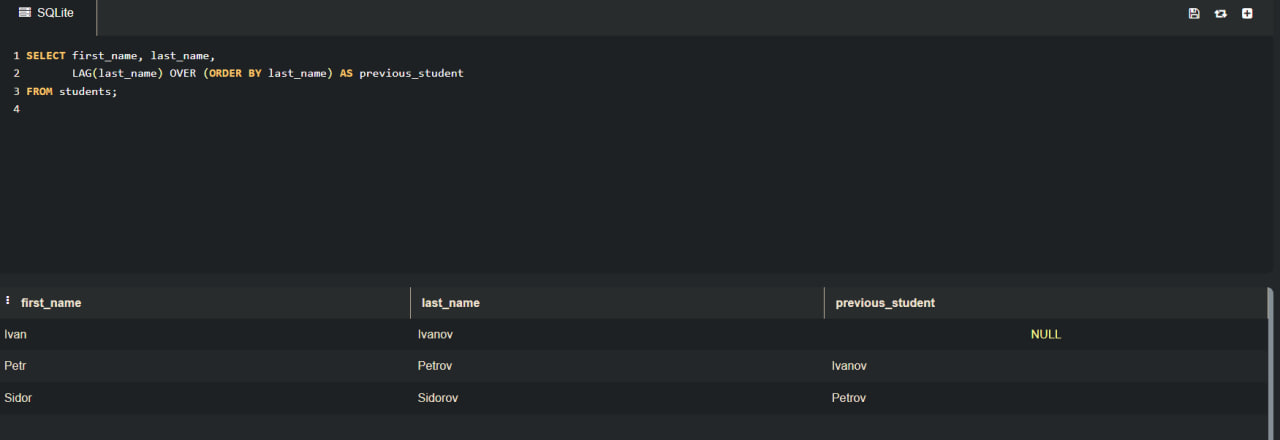 SQLite
1 SELECT first_name, last_name,
2 LAG(last_name) OVER (ORDER BY last_name) AS previous_student
3 FROM students;
4
first_name last_name previous_student
Ivan Ivanov NULL
Petr Petrov Ivanov
Sidor Sidorov Petrov